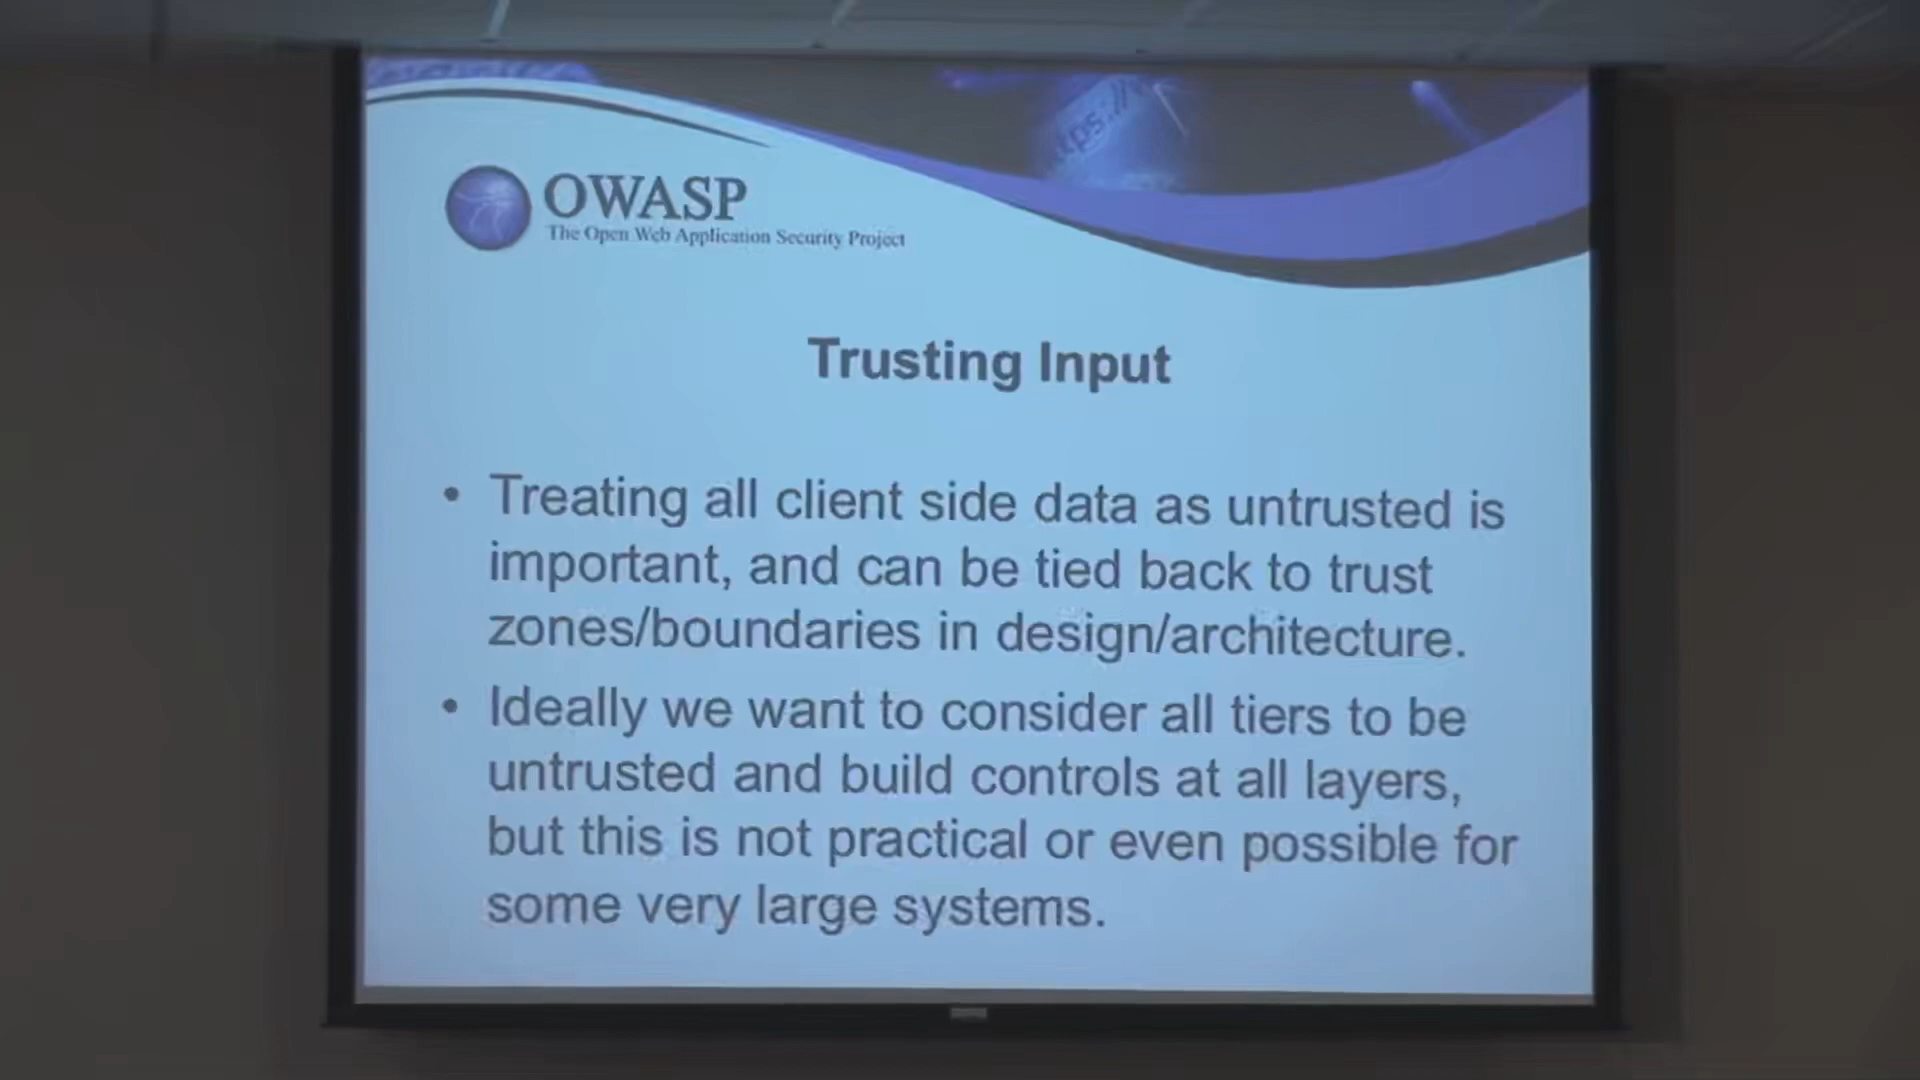 tps://
OWASP
The Open Web Application Security Project
Trusting Input
• Treating all client side data as untrusted is
important, and can be tied back to trust
zones/boundaries in design/architecture.
• Ideally we want to consider all tiers to be
untrusted and build controls at all layers,
but this is not practical or even possible for
some very large systems.